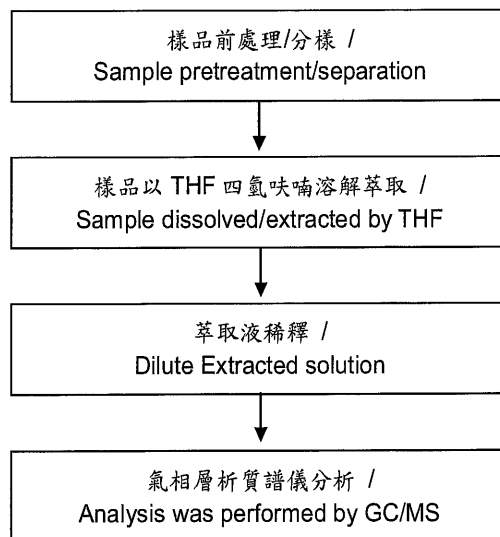 樣品前處理/分樣 /
Sample pretreatment/separation
樣品以 THF 四氫呋喃溶解萃取 /
Sample dissolved/extracted by THF
萃取液稀釋 /
Dilute Extracted solution
氣相層析質譜儀分析 /
Analysis was performed by GC/MS